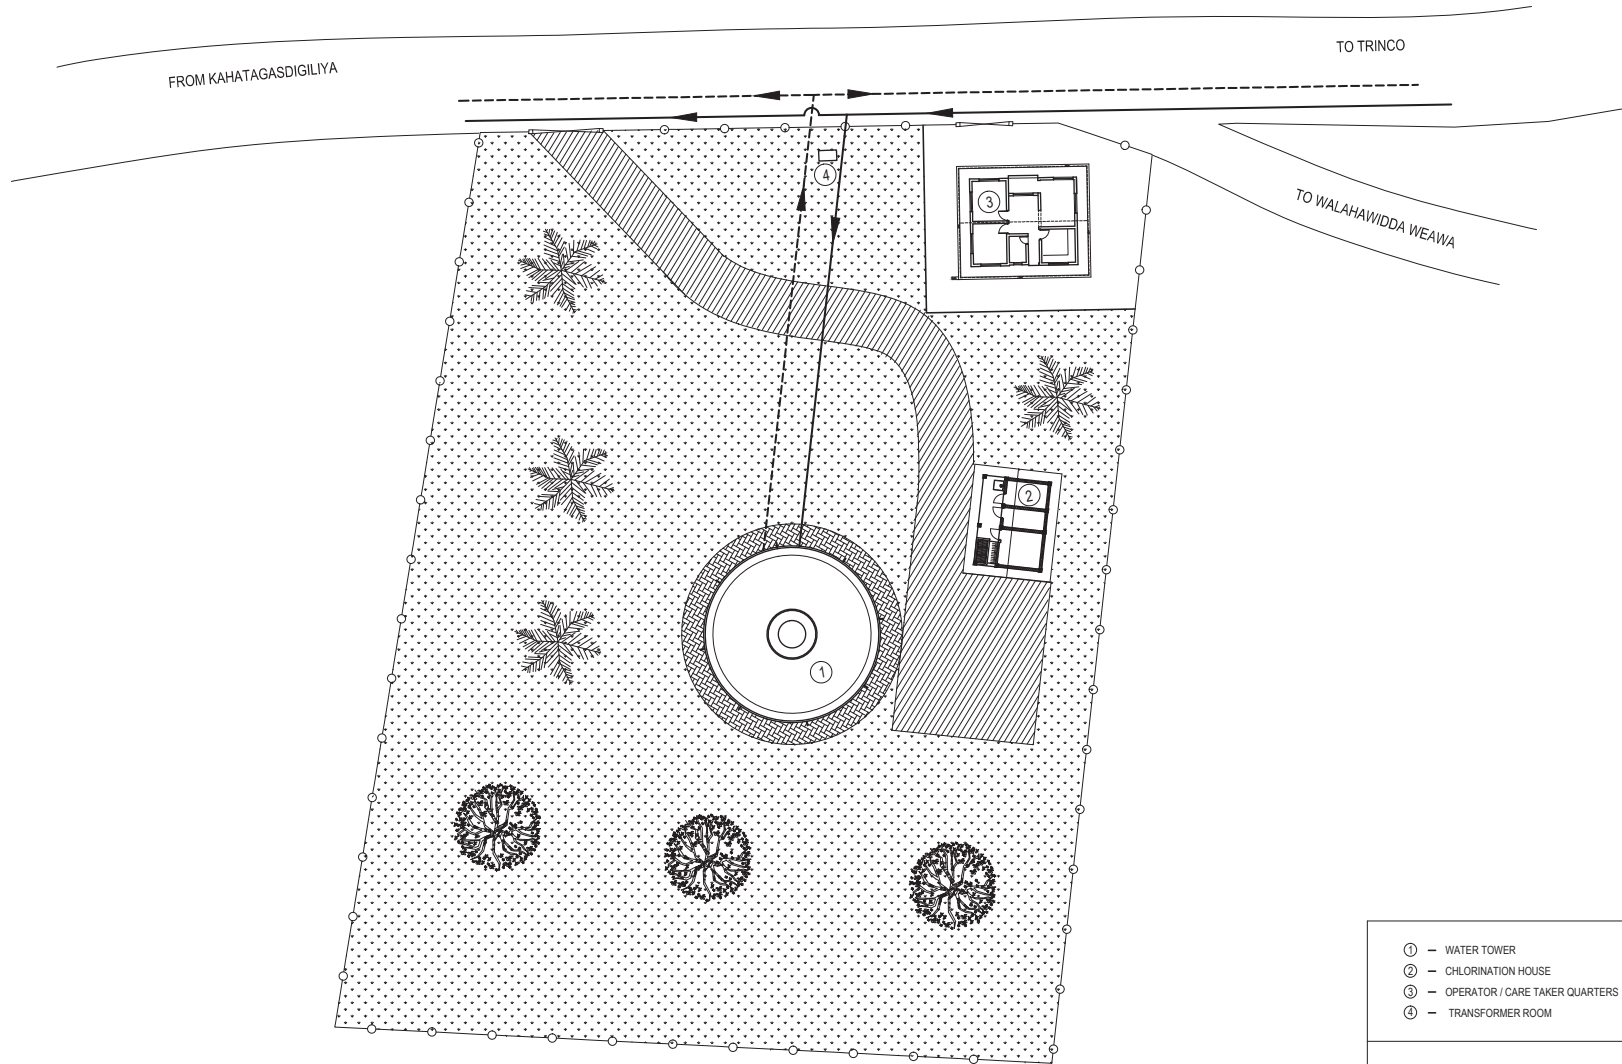 TO TRINCO
FROM KAHATAGASDIGILIYA
4
3
TO WALAHAWIDDA WEAWA
2
1
1 – WATER TOWER
2 – CHLORINATION HOUSE
3 – OPERATOR / CARE TAKER QUARTERS
4 – TRANSFORMER ROOM